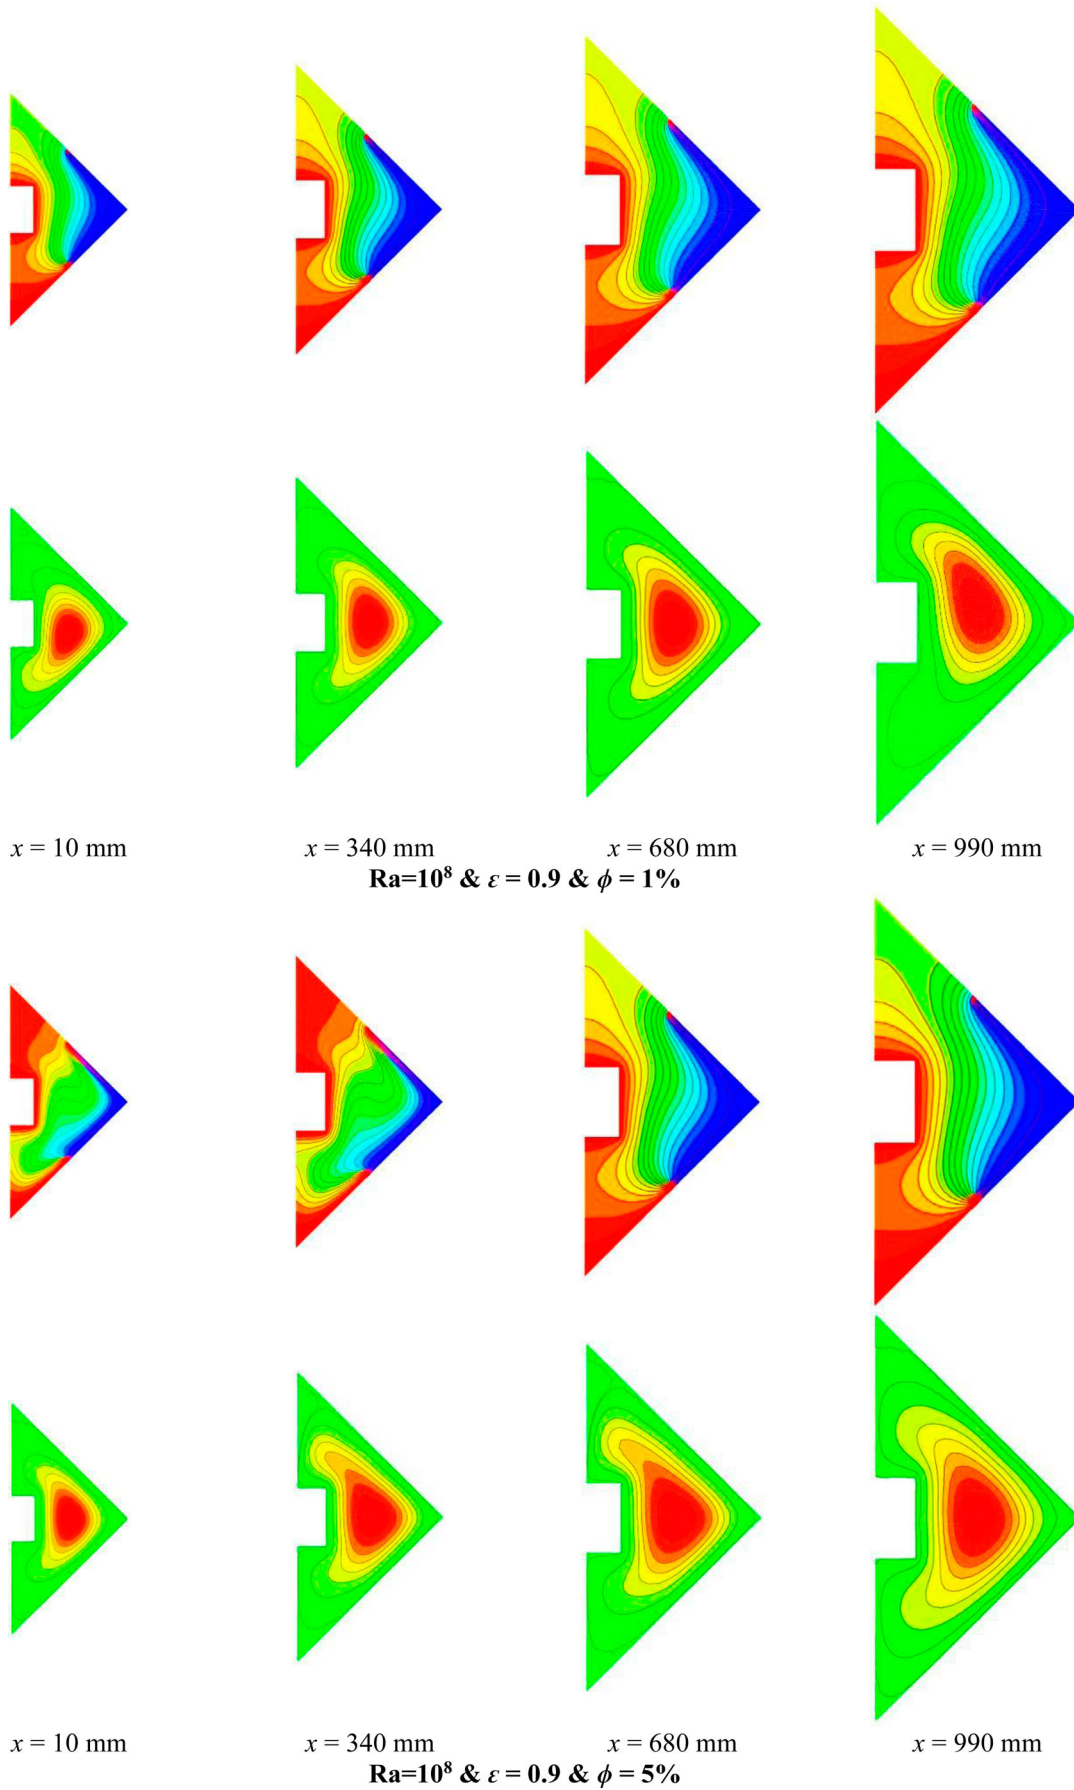 x = 10 mm x = 340 mm x = 680 mm x = 990 mm
Ra=10⁸ & ε = 0.9 & ϕ = 1%
x = 10 mm x = 340 mm x = 680 mm x = 990 mm
Ra=10⁸ & ε = 0.9 & ϕ = 5%